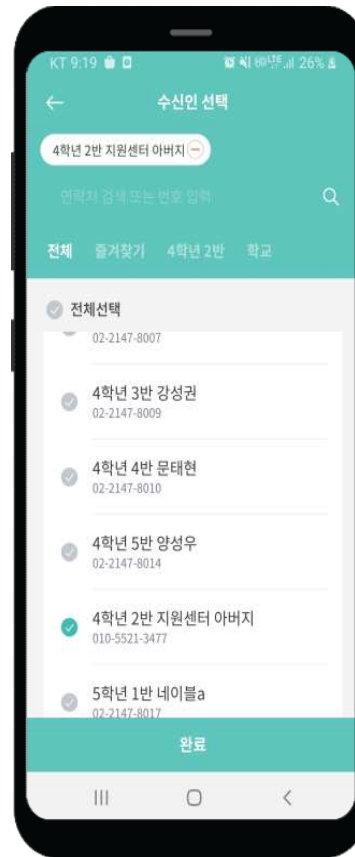 KT 9:19 LTE 26%
수신인 선택
4학년 2반 지원센터 아버지
연락처 검색 또는 번호 입력
전체 즐겨찾기 4학년 2반 학교
전체선택
02-2147-8007
4학년 3반 강성권
02-2147-8009
4학년 4반 문태현
02-2147-8010
4학년 5반 양성우
02-2147-8014
4학년 2반 지원센터 아버지
010-5521-3477
5학년 1반 네이블a
02-2147-8017
완료